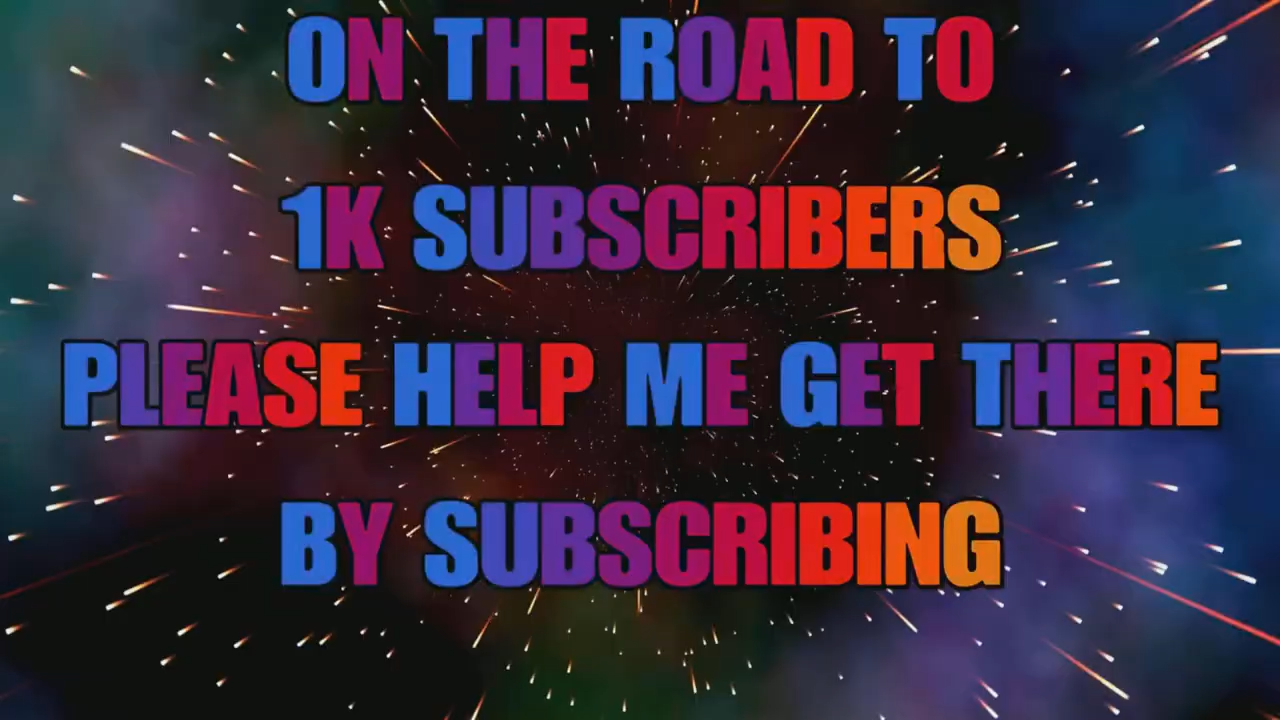 ON THE ROAD TO
1K SUBSCRIBERS
PLEASE HELP ME GET THERE
BY SUBSCRIBING